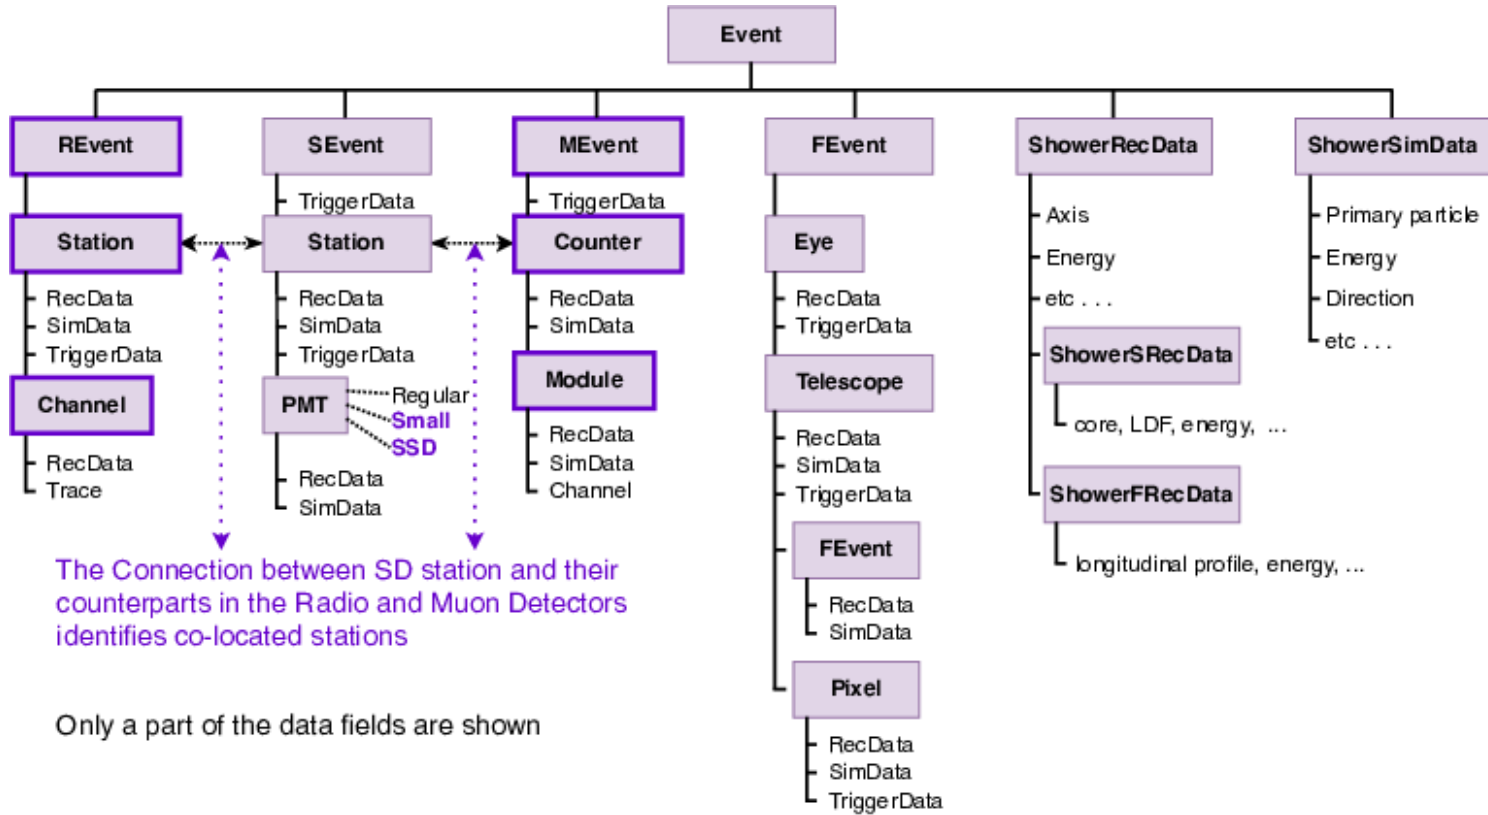 Event
REvent
Station
RecData
SimData
TriggerData
Channel
RecData
Trace
SEvent
TriggerData
Station
RecData
SimData
TriggerData
PMT
Regular
Small
SSD
RecData
SimData
MEvent
TriggerData
Counter
RecData
SimData
Module
RecData
SimData
Channel
FEvent
Eye
RecData
TriggerData
Telescope
RecData
SimData
TriggerData
FEvent
RecData
SimData
Pixel
RecData
SimData
TriggerData
ShowerRecData
Axis
Energy
etc . . .
ShowerSRecData
core, LDF, energy, ...
ShowerFRecData
longitudinal profile, energy, ...
ShowerSimData
Primary particle
Energy
Direction
etc . . .
The Connection between SD station and their
counterparts in the Radio and Muon Detectors
identifies co-located stations
Only a part of the data fields are shown